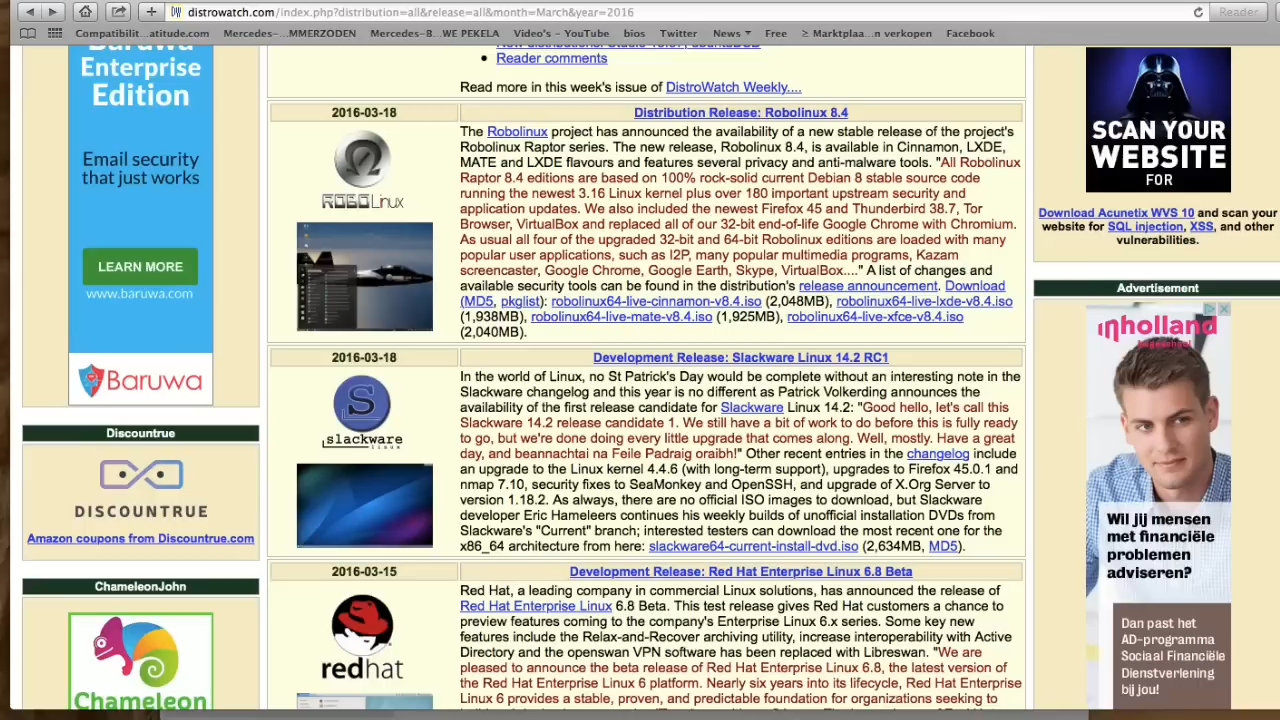 distrowatch.com/index.php?distribution=all&release=all&month=March&year=2016
Reader
Compatibilit...atitude.com) Mercedes-...MMERZODEN Mercedes-B...WE PEKELA Video's - YouTube bios Twitter News Free ≥ Marktplaa...n verkopen Facebook
Baruwa
Enterprise
Edition
Email security
that just works
LEARN MORE
www.baruwa.com
Baruwa
Discountrue
DISCOUNTRUE
Amazon coupons from Discountrue.com
ChameleonJohn
Chameleon
Reader comments
Read more in this week's issue of DistroWatch Weekly....
2016-03-18
Distribution Release: Robolinux 8.4
ROBOLinux
The Robolinux project has announced the availability of a new stable release of the project's
Robolinux Raptor series. The new release, Robolinux 8.4, is available in Cinnamon, LXDE,
MATE and LXDE flavours and features several privacy and anti-malware tools. "All Robolinux
Raptor 8.4 editions are based on 100% rock-solid current Debian 8 stable source code
running the newest 3.16 Linux kernel plus over 180 important upstream security and
application updates. We also included the newest Firefox 45 and Thunderbird 38.7, Tor
Browser, VirtualBox and replaced all of our 32-bit end-of-life Google Chrome with Chromium.
As usual all four of the upgraded 32-bit and 64-bit Robolinux editions are loaded with many
popular user applications, such as I2P, many popular multimedia programs, Kazam
screencaster, Google Chrome, Google Earth, Skype, VirtualBox...." A list of changes and
available security tools can be found in the distribution's release announcement. Download
(MD5, pkglist): robolinux64-live-cinnamon-v8.4.iso (2,048MB), robolinux64-live-lxde-v8.4.iso
(1,938MB), robolinux64-live-mate-v8.4.iso (1,925MB), robolinux64-live-xfce-v8.4.iso
(2,040MB).
2016-03-18
Development Release: Slackware Linux 14.2 RC1
S
slackware
linux
In the world of Linux, no St Patrick's Day would be complete without an interesting note in the
Slackware changelog and this year is no different as Patrick Volkerding announces the
availability of the first release candidate for Slackware Linux 14.2: "Good hello, let's call this
Slackware 14.2 release candidate 1. We still have a bit of work to do before this is fully ready
to go, but we're done doing every little upgrade that comes along. Well, mostly. Have a great
day, and beannachtai na Feile Padraig oraibh!" Other recent entries in the changelog include
an upgrade to the Linux kernel 4.4.6 (with long-term support), upgrades to Firefox 45.0.1 and
nmap 7.10, security fixes to SeaMonkey and OpenSSH, and upgrade of X.Org Server to
version 1.18.2. As always, there are no official ISO images to download, but Slackware
developer Eric Hameleers continues his weekly builds of unofficial installation DVDs from
Slackware's "Current" branch; interested testers can download the most recent one for the
x86_64 architecture from here: slackware64-current-install-dvd.iso (2,634MB, MD5).
2016-03-15
Development Release: Red Hat Enterprise Linux 6.8 Beta
redhat
Red Hat, a leading company in commercial Linux solutions, has announced the release of
Red Hat Enterprise Linux 6.8 Beta. This test release gives Red Hat customers a chance to
preview features coming to the company's Enterprise Linux 6.x series. Some key new
features include the Relax-and-Recover archiving utility, increase interoperability with Active
Directory and the openswan VPN software has been replaced with Libreswan. "We are
pleased to announce the beta release of Red Hat Enterprise Linux 6.8, the latest version of
the Red Hat Enterprise Linux 6 platform. Nearly six years into its lifecycle, Red Hat Enterprise
Linux 6 provides a stable, proven, and predictable foundation for organizations seeking to
SCAN YOUR
WEBSITE
FOR
Download Acunetix WVS 10 and scan your
website for SQL injection, XSS, and other
vulnerabilities.
Advertisement
inholland
hogeschool
Wil jij mensen
met financiële
problemen
adviseren?
Dan past het
AD-programma
Sociaal Financiële
Dienstverlening
bij jou!